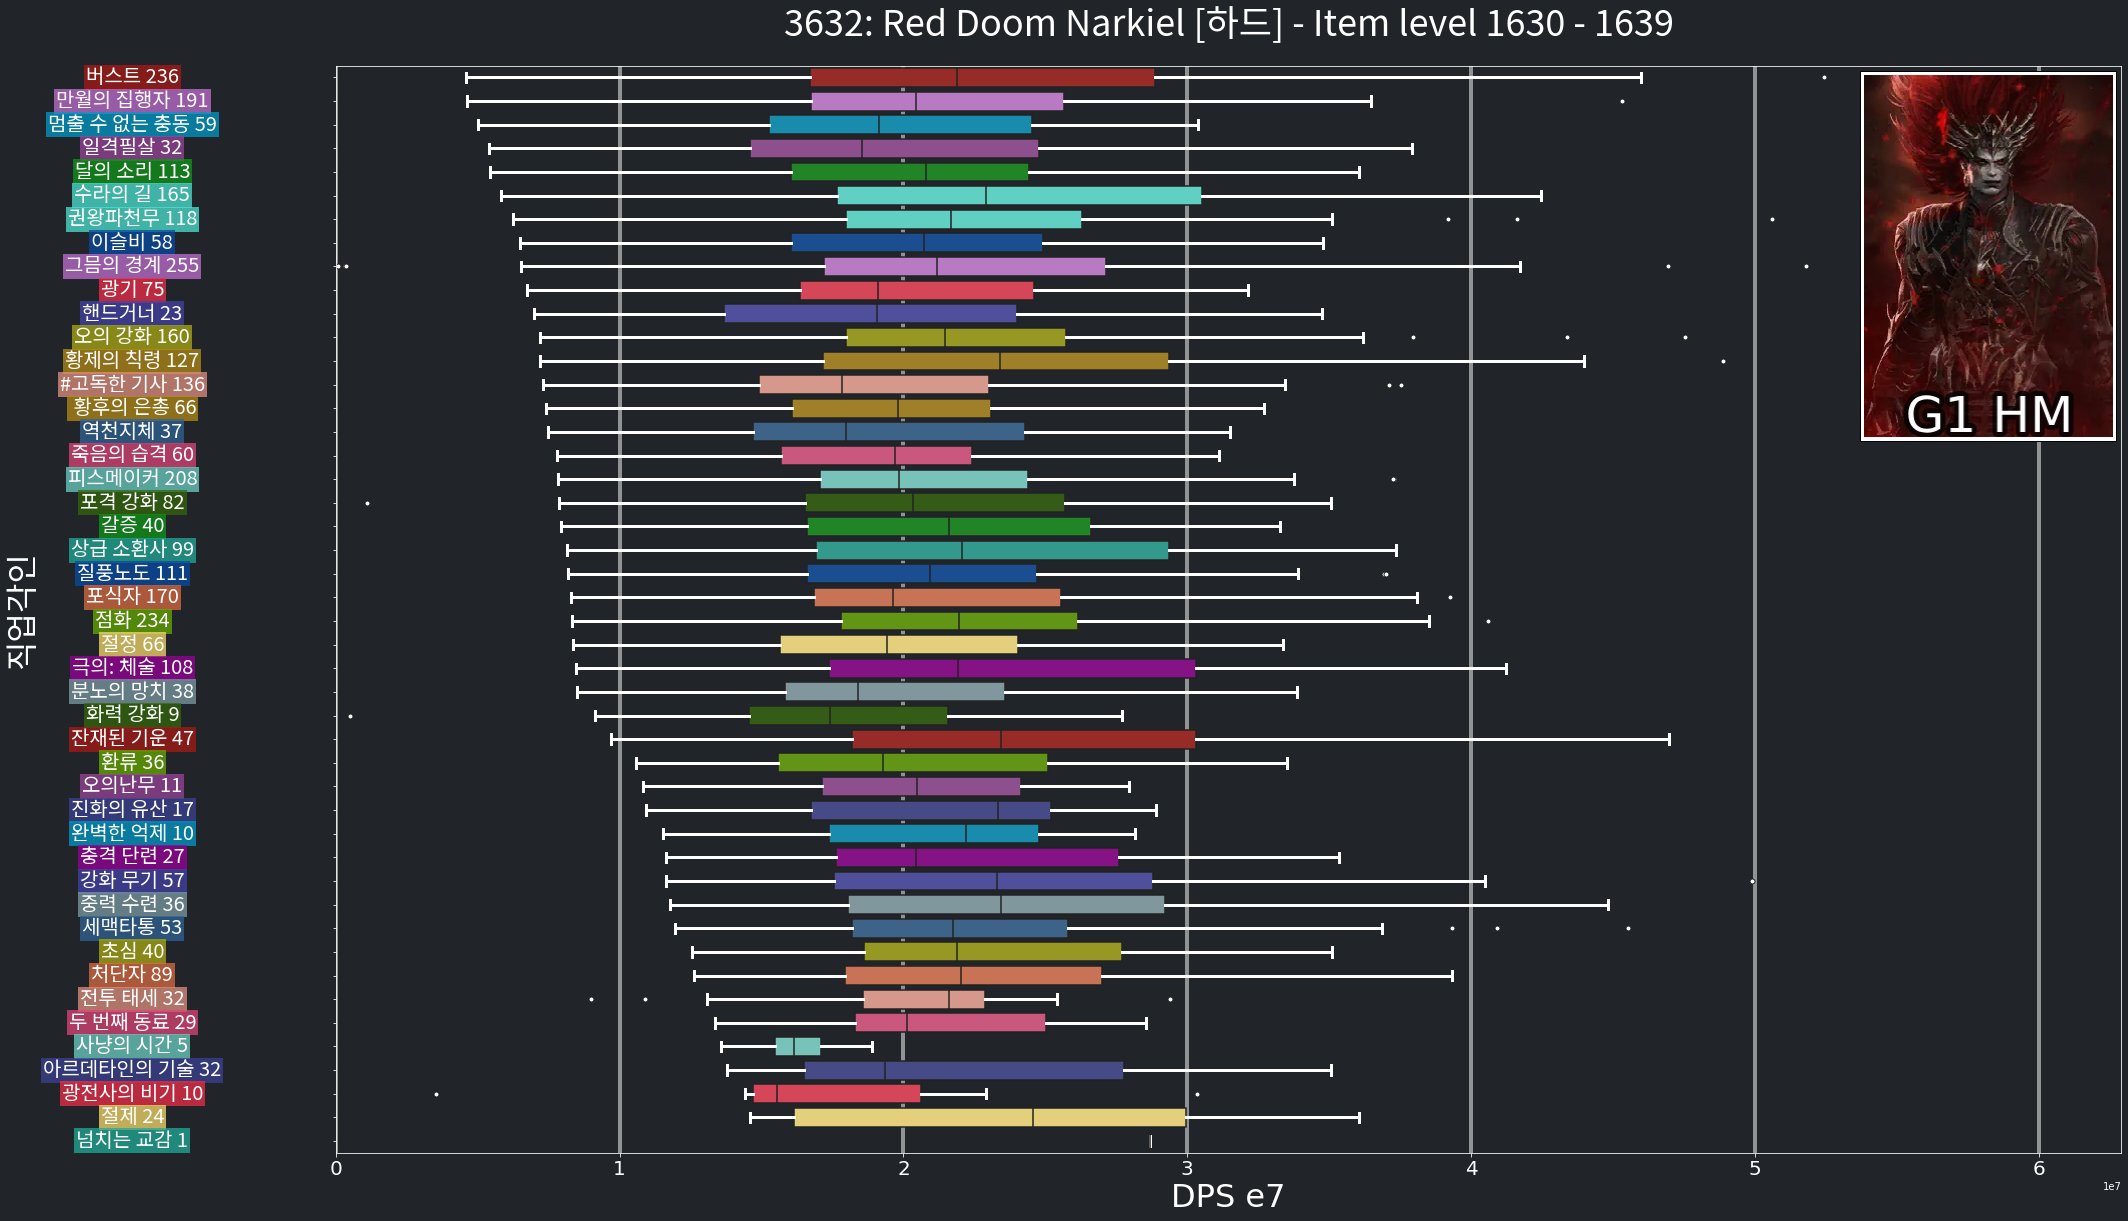 3632: Red Doom Narkiel [하드] - Item level 1630 - 1639
버스트 236
만월의 집행자 191
멈출 수 없는 충동 59
일격필살 32
달의 소리 113
수라의 길 165
권왕파천무 118
이슬비 58
그믐의 경계 255
광기 75
핸드거너 23
오의 강화 160
황제의 칙령 127
#고독한 기사 136
황후의 은총 66
역천지체 37
죽음의 습격 60
피스메이커 208
포격 강화 82
갈증 40
상급 소환사 99
질풍노도 111
포식자 170
점화 234
절정 66
극의: 체술 108
분노의 망치 38
화력 강화 9
잔재된 기운 47
환류 36
오의난무 11
진화의 유산 17
완벽한 억제 10
충격 단련 27
강화 무기 57
중력 수련 36
세맥타통 53
초심 40
처단자 89
전투 태세 32
두 번째 동료 29
사냥의 시간 5
아르데타인의 기술 32
광전사의 비기 10
절제 24
넘치는 교감 1
직업각인
G1 HM
0 1 2 3 4 5 6
1e7
DPS e7